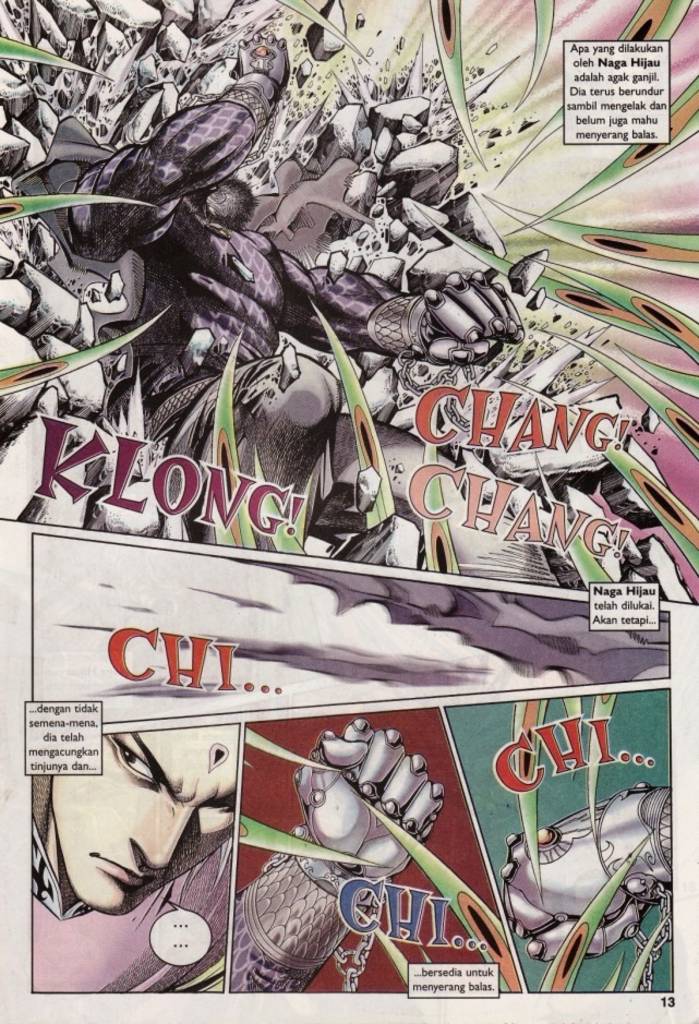 Apa yang dilakukan
oleh Naga Hijau
adalah agak ganjil.
Dia terus berundur
sambil mengelak dan
belum juga mahu
menyerang balas.
KLONG!
CHANG!
CHANG!
Naga Hijau
telah dilukai.
Akan tetapi...
CHI...
...dengan tidak
semena-mena,
dia telah
mengacungkan
tinjunya dan...
...
...
CHI...
CHI...
...bersedia untuk
menyerang balas.
13